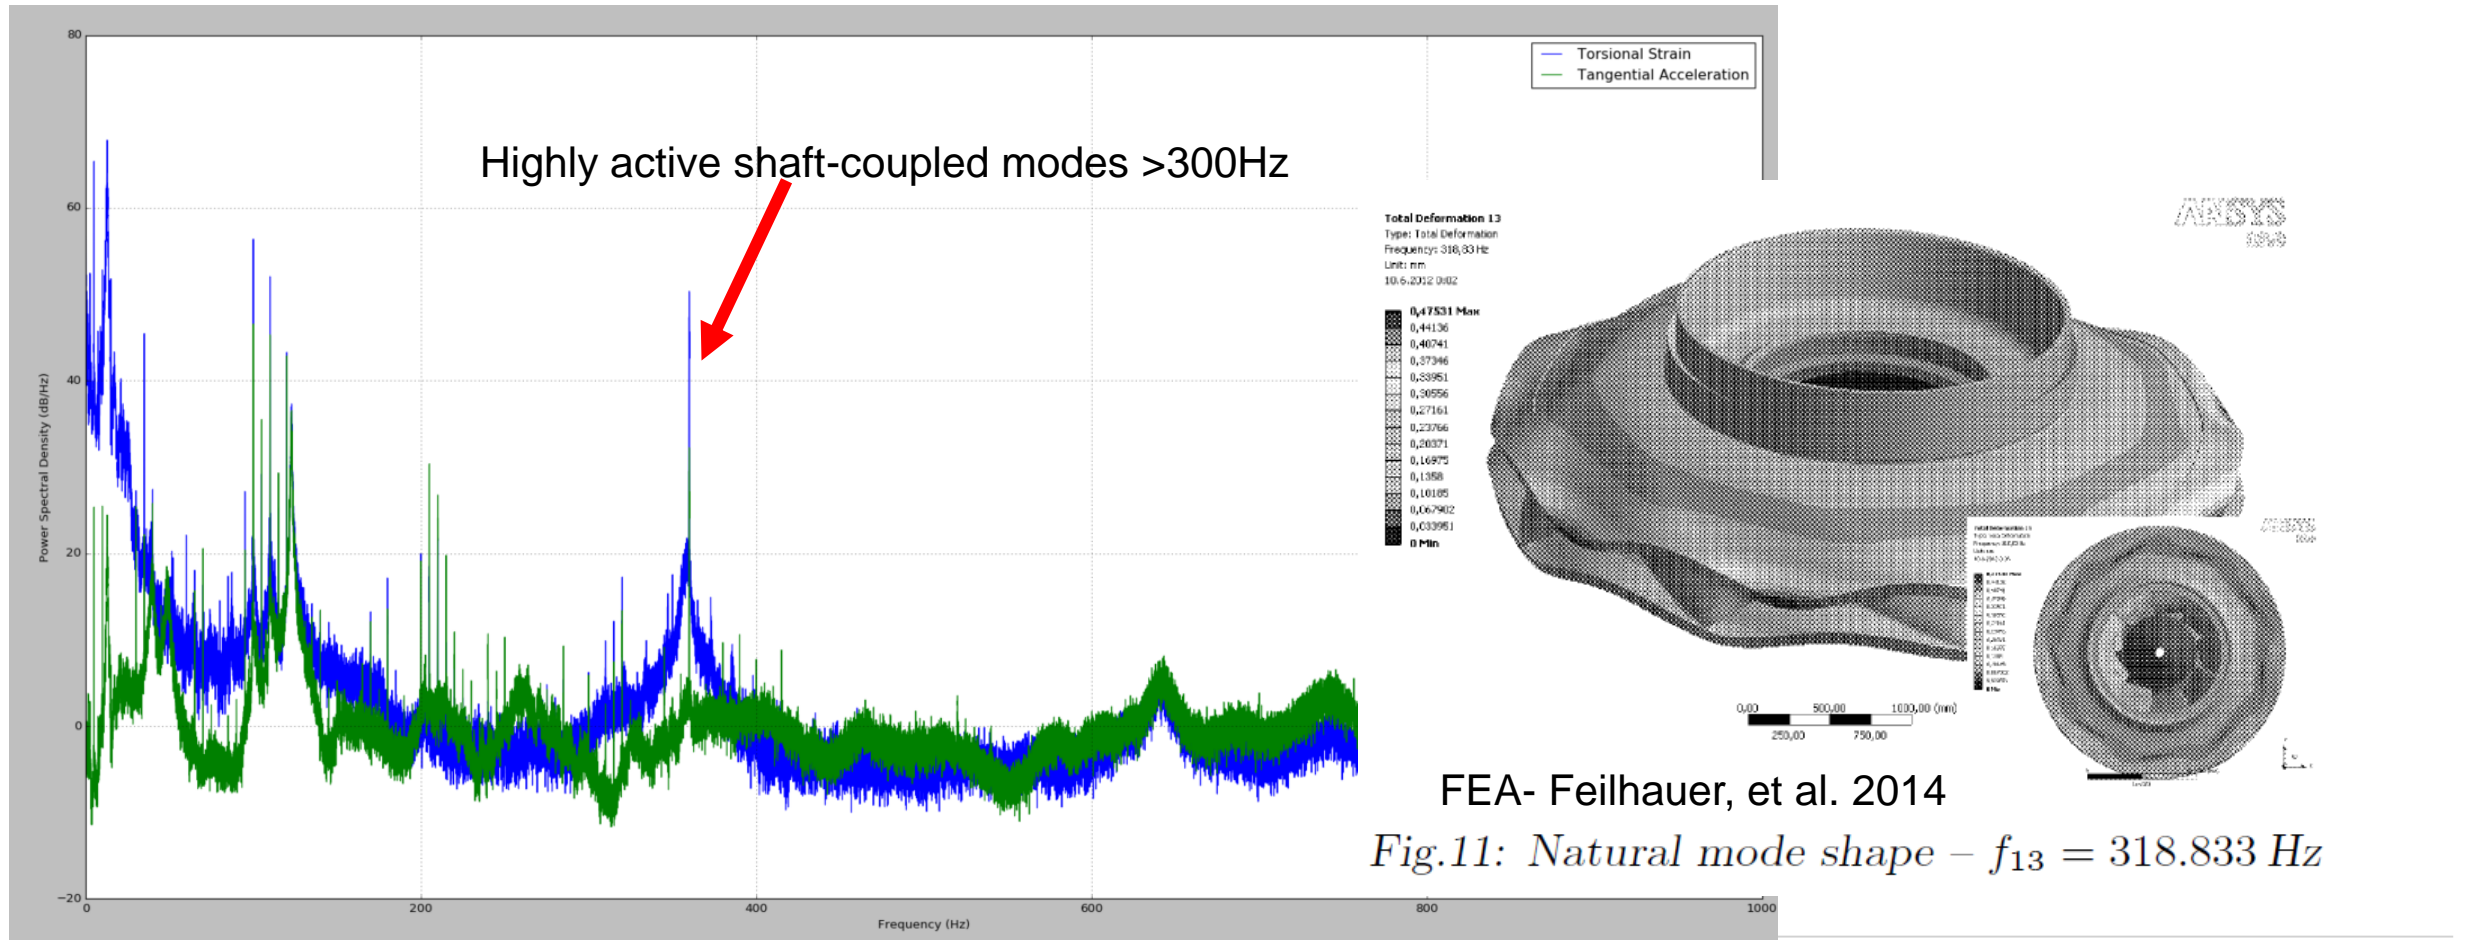 80
60
40
20
0
−20
0
200
400
600
800
1000
Power Spectral Density (dB/Hz)
Frequency (Hz)
Torsional Strain
Tangential Acceleration
Highly active shaft-coupled modes >300Hz
Total Deformation 13
Type: Total Deformation
Frequency: 318,83 Hz
Unit: mm
10.6.2012 0:02
0,47531 Max
0,44136
0,40741
0,37346
0,33951
0,30556
0,27161
0,23766
0,20371
0,16975
0,1358
0,10185
0,067902
0,033951
0 Min
ANSYS
0,00
500,00
1000,00 (mm)
250,00
750,00
FEA- Feilhauer, et al. 2014
Fig.11: Natural mode shape – f13 = 318.833 Hz